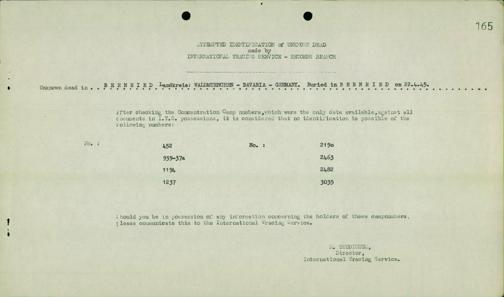 165
ATTEMPTED IDENTIFICATION of UNKNOWN DEAD
made by
INTERNATIONAL TRACING SERVICE - RECORDS BRANCH
Unknown dead in . . B E R N R I E D Landkreis: WALDMUENCHEN - BAVARIA - GERMANY. Buried in B E R N R I E D on 22.4.45.
After checking the Concentration Camp numbers, which were the only data available, against all
documents in I.T.S. possessions, it is considered that no identification is possible of the
following numbers:
No. : 452 No. : 2190
935-37a 2463
1194 2482
1237 3035
Should you be in possession of any information concerning the holders of these campnumbers,
please communicate this to the International Tracing Service.
Director,
International Tracing Service.